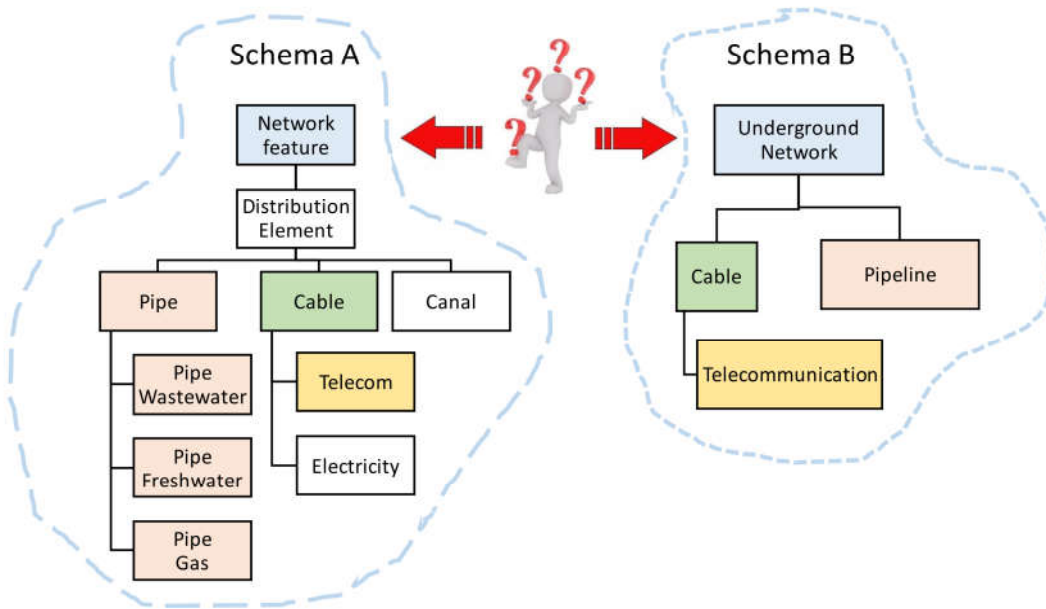 Schema A
Network
feature
Distribution
Element
Pipe
Cable
Canal
Pipe
Wastewater
Telecom
Pipe
Freshwater
Electricity
Pipe
Gas
?
?
?
?
Schema B
Underground
Network
Cable
Pipeline
Telecommunication